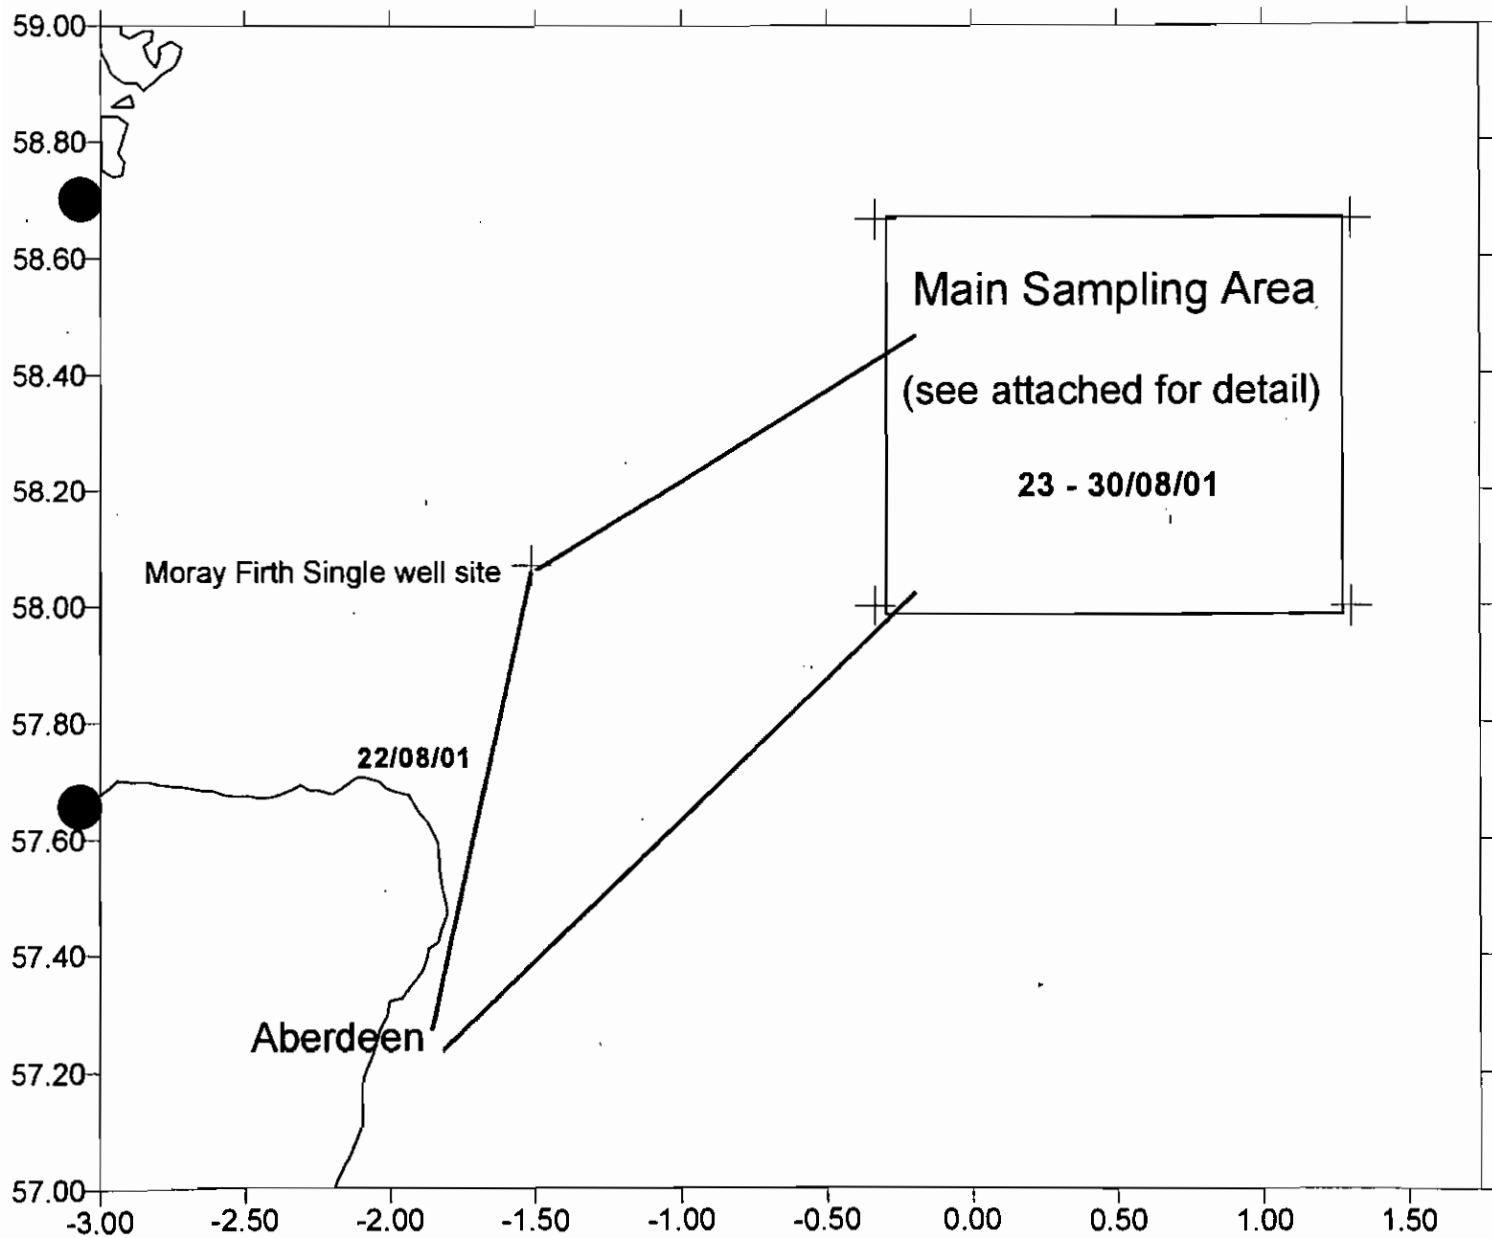 59.00
58.80
58.60
Main Sampling Area
58.40
(see attached for detail)
58.20
23 - 30/08/01
Moray Firth Single well site
58.00
57.80
22/08/01
57.60
57.40
Aberdeen
57.20
57.00
-3.00 -2.50 -2.00 -1.50 -1.00 -0.50 0.00 0.50 1.00 1.50